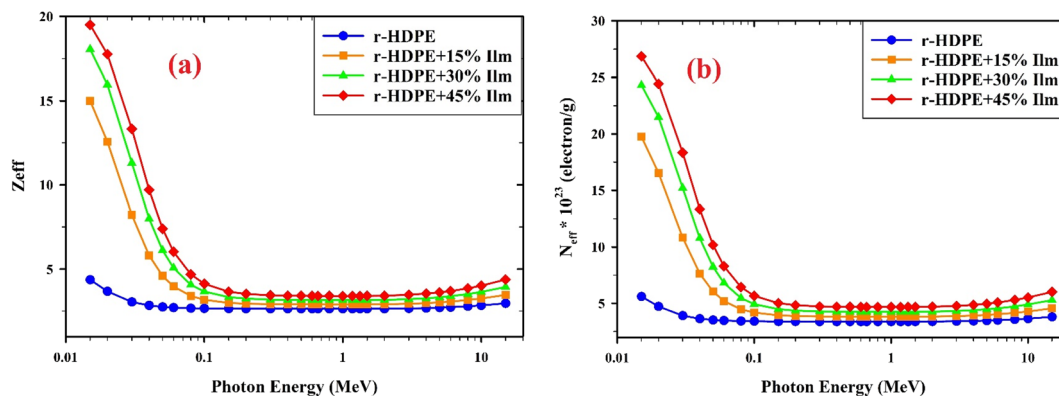 20
15
10
5
Zeff
(a)
r-HDPE
r-HDPE+15% Ilm
r-HDPE+30% Ilm
r-HDPE+45% Ilm
0.01 0.1 1 10
Photon Energy (MeV)
30
25
20
15
10
5
0
N_eff * 10^23 (electron/g)
(b)
r-HDPE
r-HDPE+15% Ilm
r-HDPE+30% Ilm
r-HDPE+45% Ilm
0.01 0.1 1 10
Photon Energy (MeV)